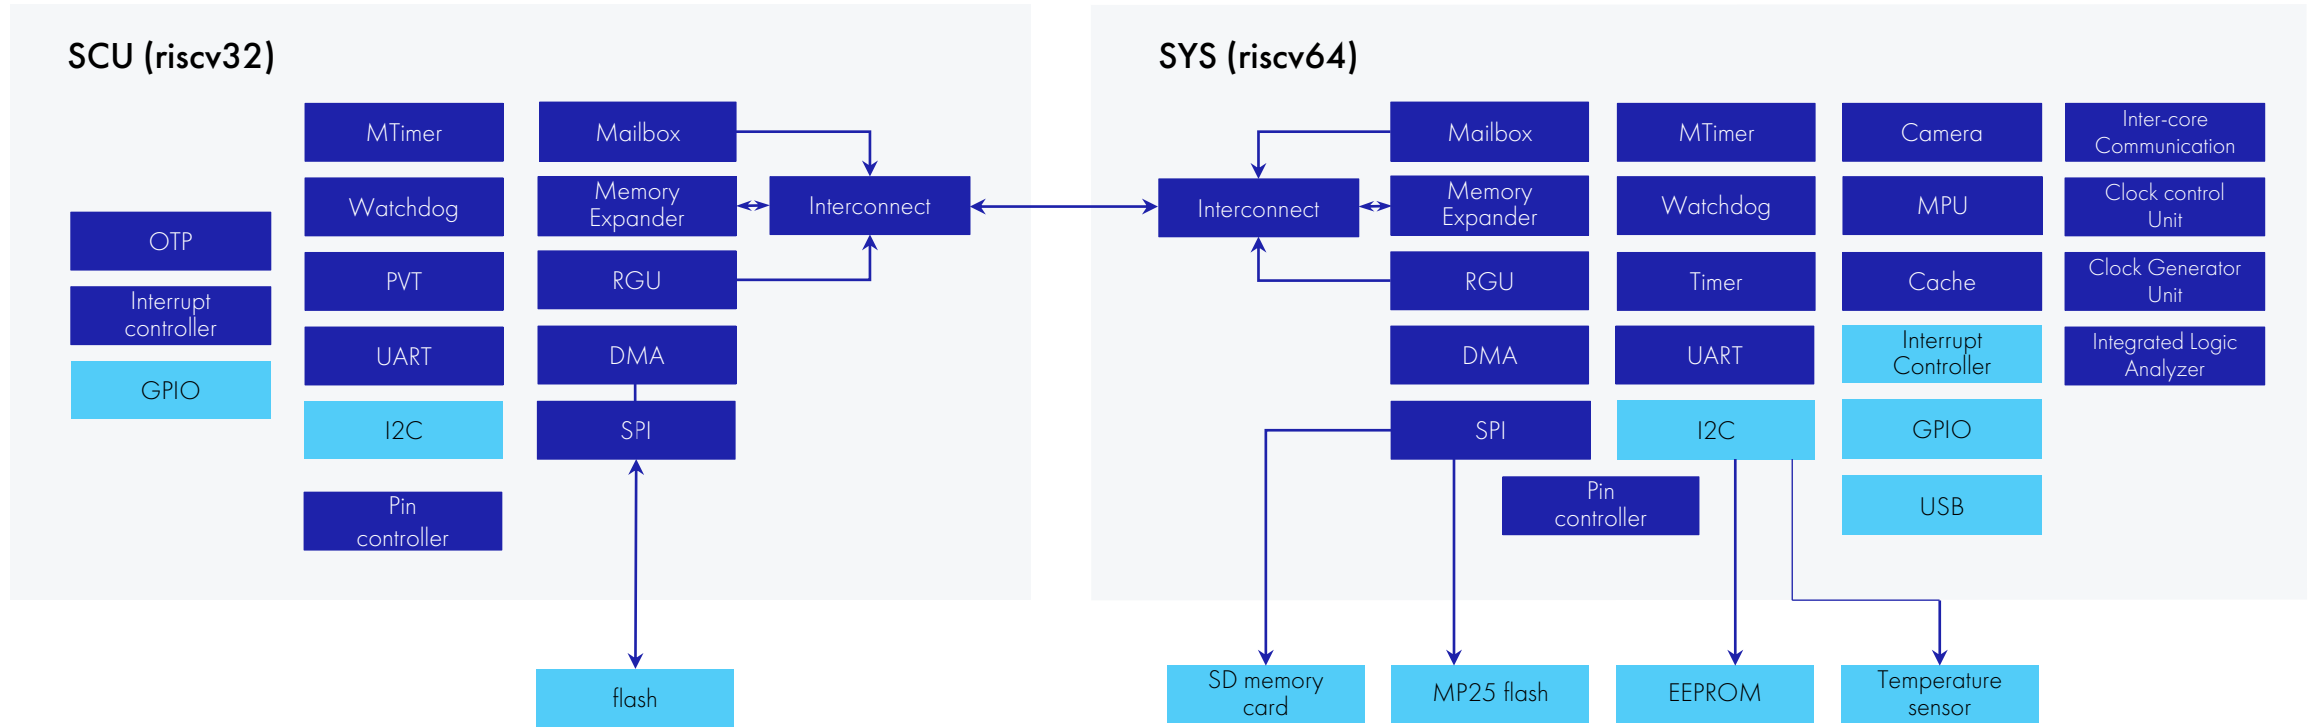 SCU (riscv32)
OTP
Interrupt
controller
GPIO
MTimer
Watchdog
PVT
UART
I2C
Pin
controller
Mailbox
Memory
Expander
RGU
DMA
SPI
Interconnect
flash
SYS (riscv64)
Interconnect
Mailbox
Memory
Expander
RGU
DMA
SPI
Pin
controller
MTimer
Watchdog
Timer
UART
I2C
Camera
MPU
Cache
Interrupt
Controller
GPIO
USB
Inter-core
Communication
Clock control
Unit
Clock Generator
Unit
Integrated Logic
Analyzer
SD memory
card
MP25 flash
EEPROM
Temperature
sensor